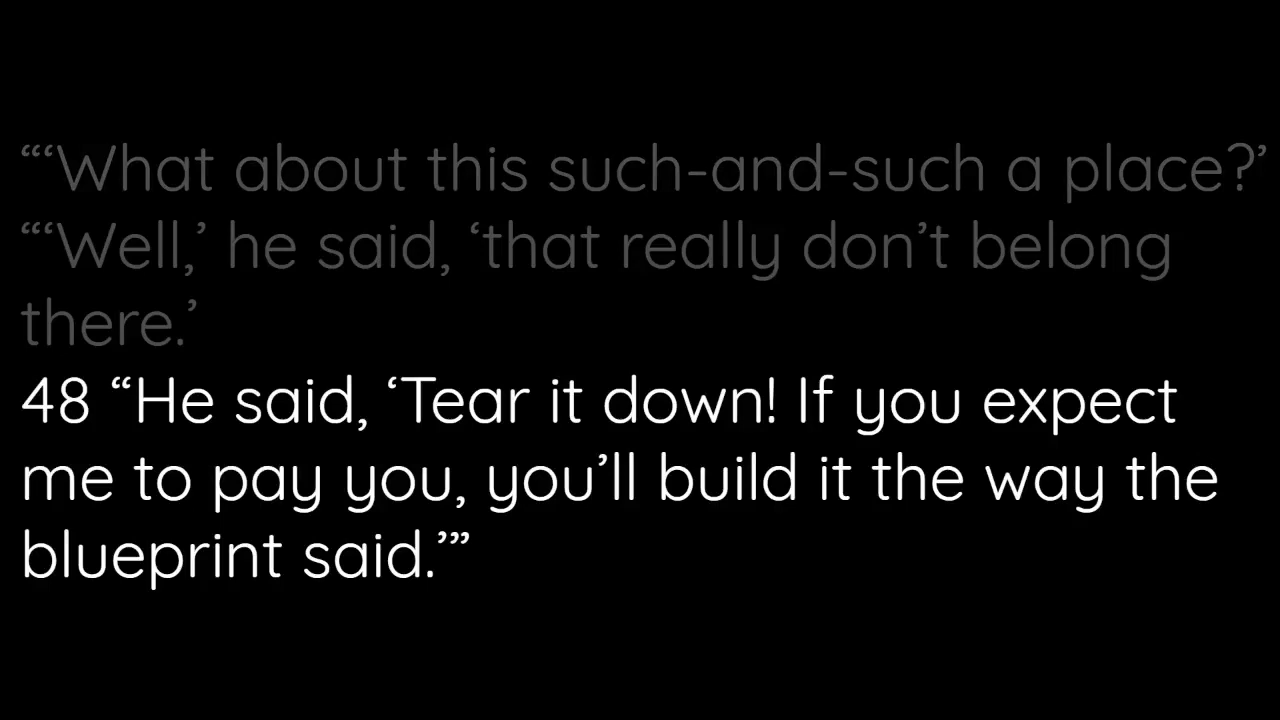 “‘What about this such-and-such a place?’
“‘Well,’ he said, ‘that really don’t belong
there.’
48 “He said, ‘Tear it down! If you expect
me to pay you, you’ll build it the way the
blueprint said.’”